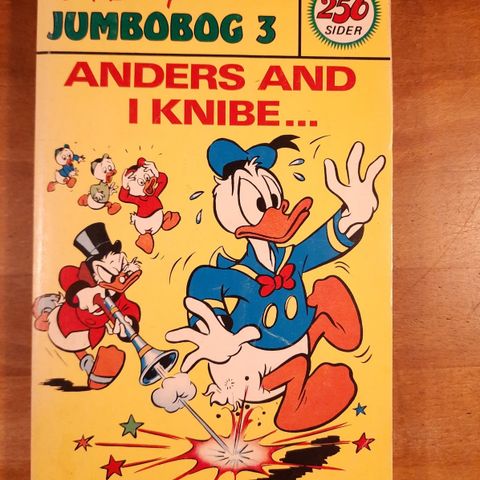 JUMBOBOG 3
256
SIDER
ANDERS AND
I KNIBE...